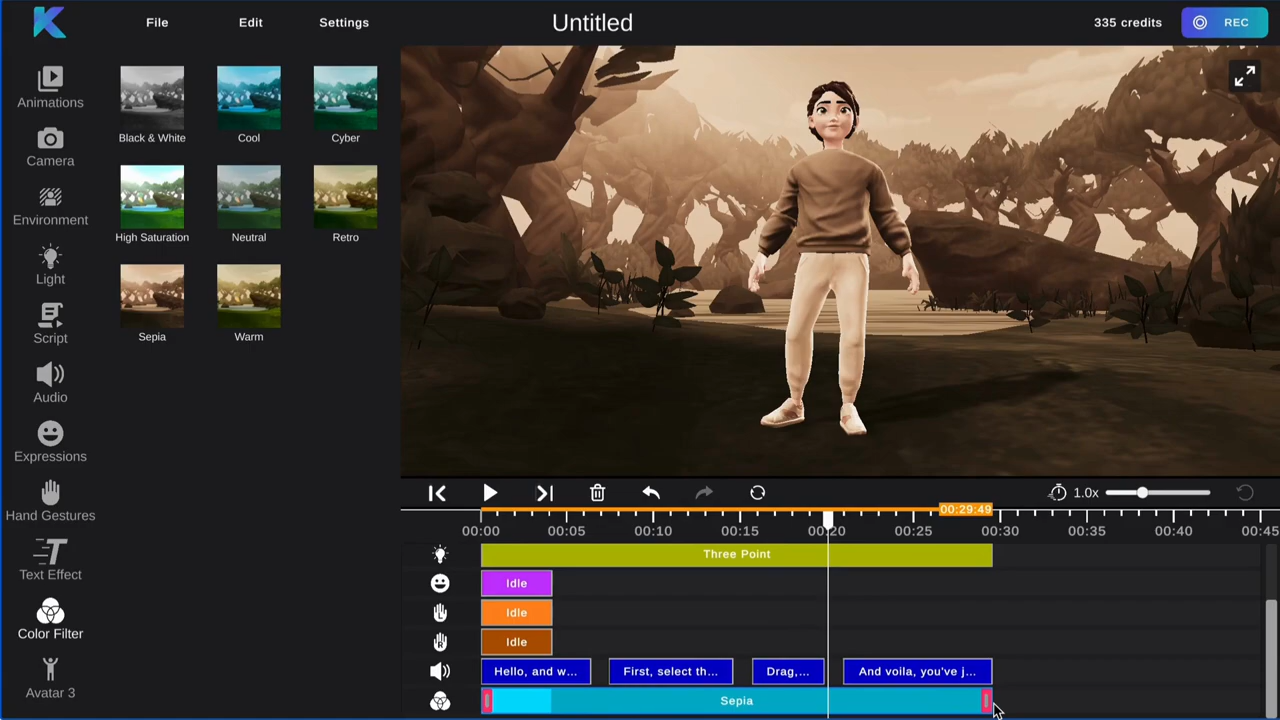 File Edit Settings Untitled 335 credits REC
Animations
Camera
Environment
Light
Script
Audio
Expressions
Hand Gestures
Text Effect
Color Filter
Avatar 3
Black & White Cool Cyber
High Saturation Neutral Retro
Sepia Warm
1.0x
00:29:49
00:00 00:05 00:10 00:15 00:20 00:25 00:30 00:35 00:40 00:45
Three Point
Idle
L Idle
R Idle
Hello, and w... First, select th... Drag,... And voila, you've j...
Sepia